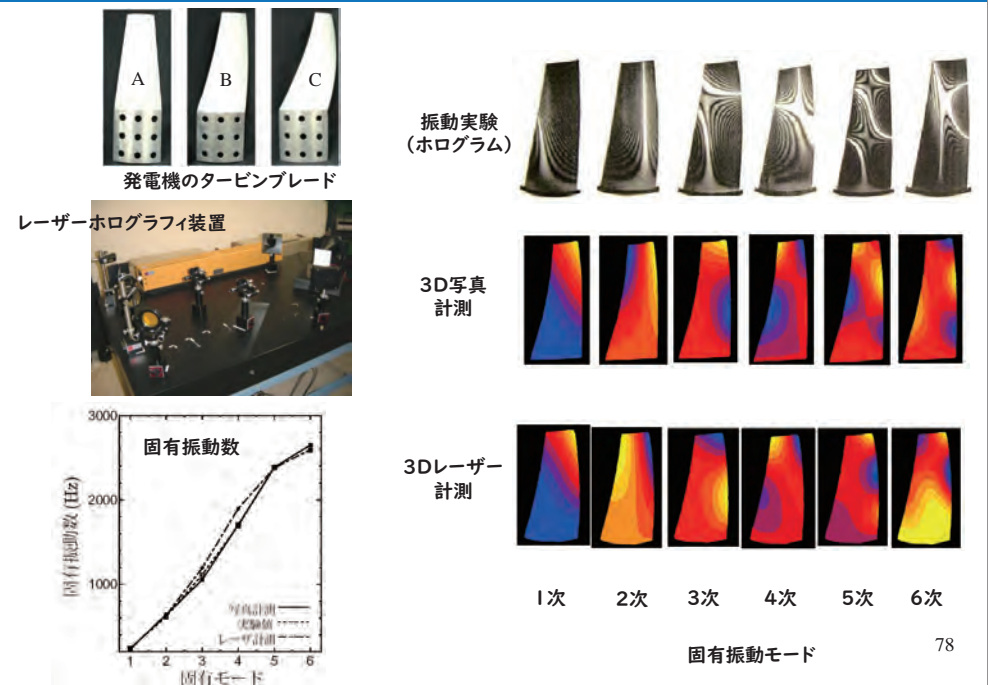 A
B
C
発電機のタービンブレード
レーザーホログラフィ装置
3000
2000
1000
固有振動数
固有振動数 (Hz)
写真計測
実験値
レーザ計測
1 2 3 4 5 6
固有モード
振動実験
(ホログラム)
3D写真
計測
3Dレーザー
計測
1次 2次 3次 4次 5次 6次
固有振動モード
78